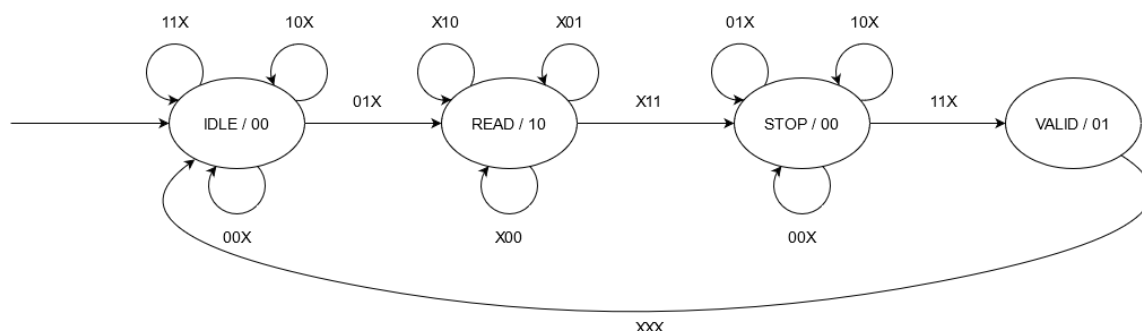 11X
10X
X10
X01
01X
10X
01X
X11
11X
IDLE / 00
READ / 10
STOP / 00
VALID / 01
00X
X00
00X
XXX